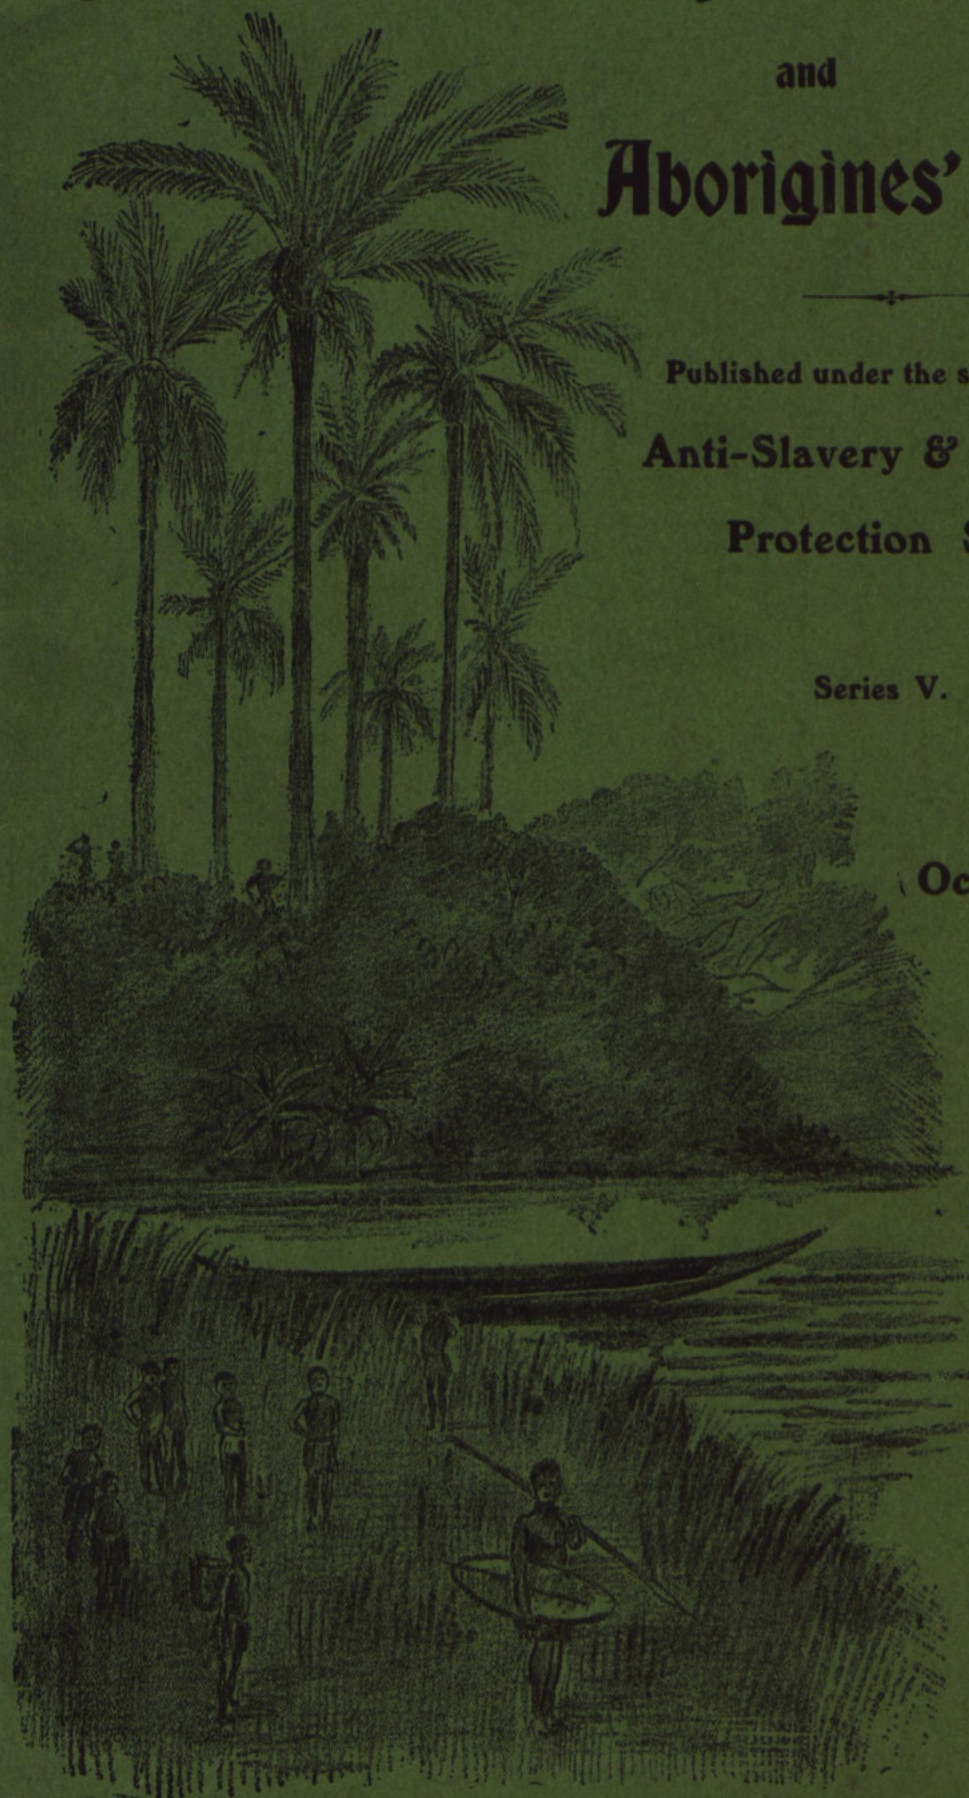 and
Aborigines'
Published under the s
Anti-Slavery &
Protection S
Series V.
Oc